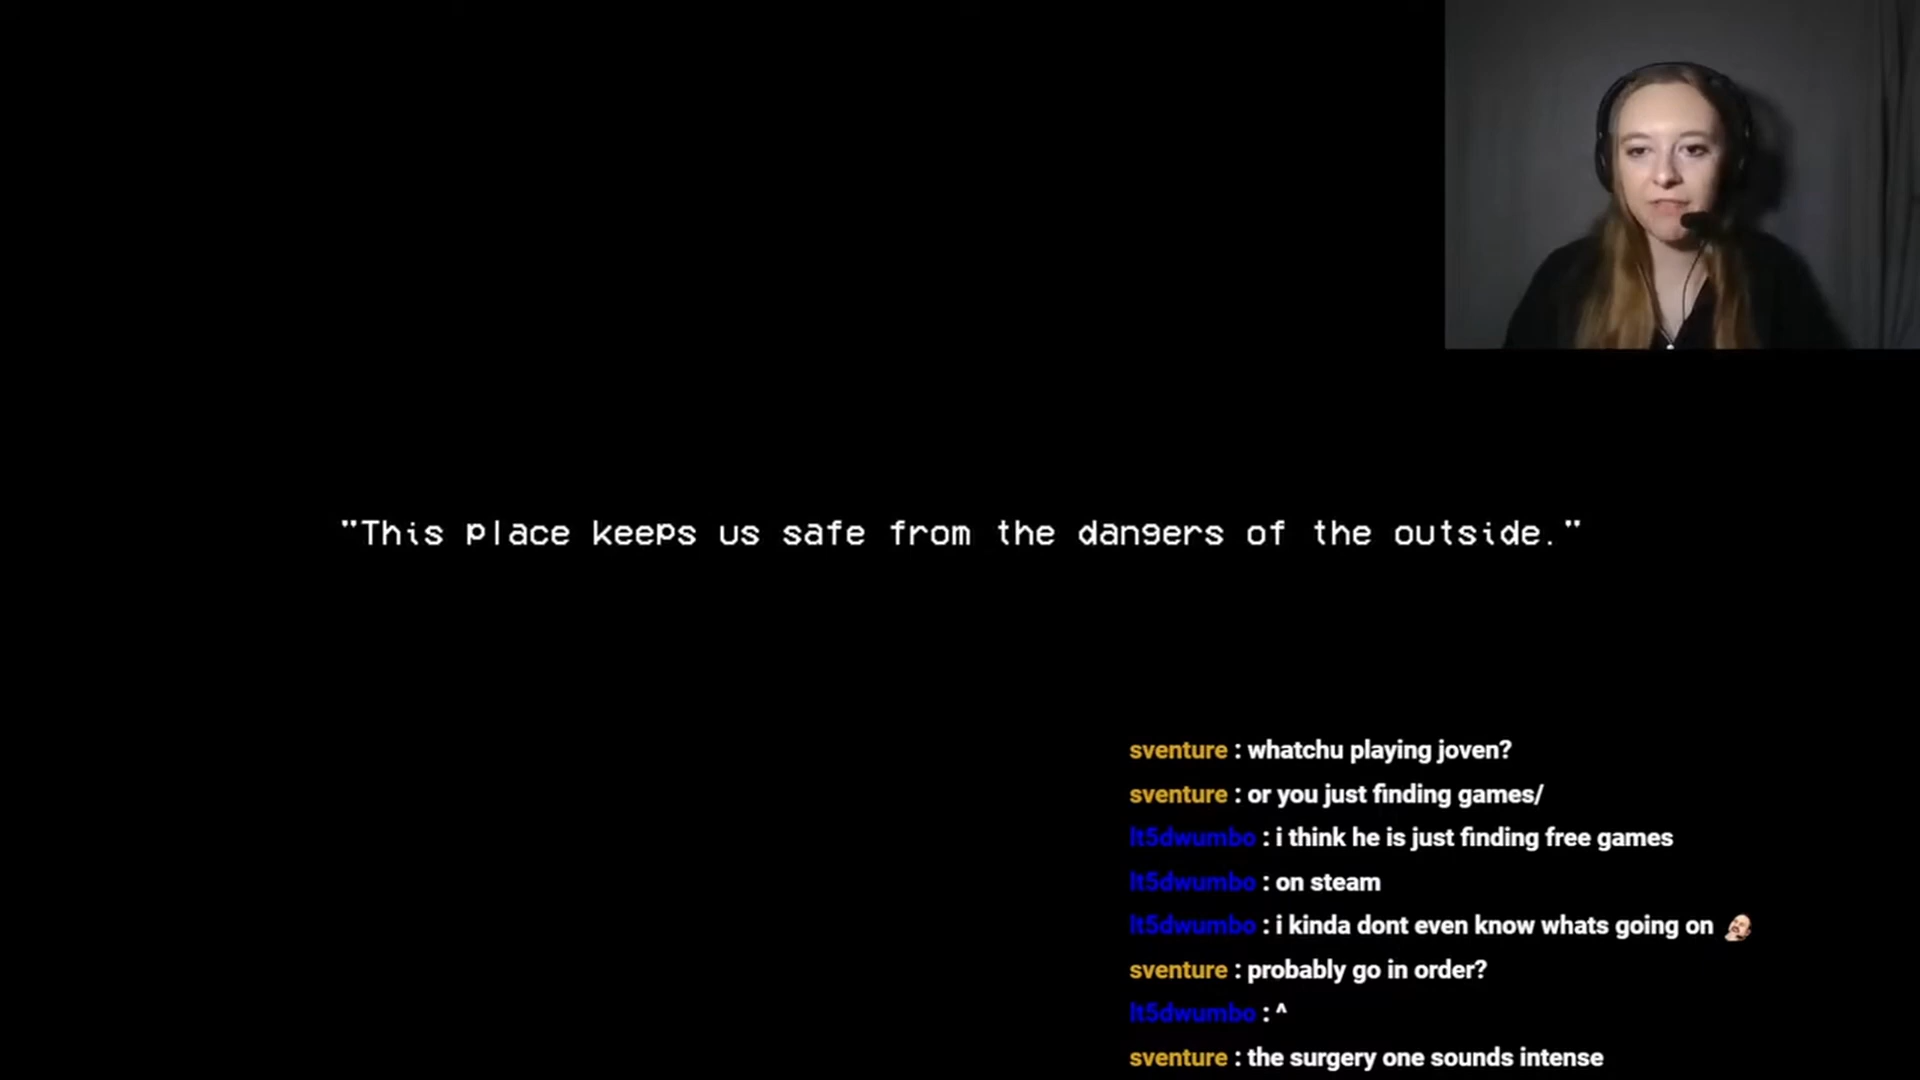 "This place keeps us safe from the dangers of the outside."
sventure : whatchu playing joven?
sventure : or you just finding games/
lt5dwumbo : i think he is just finding free games
lt5dwumbo : on steam
lt5dwumbo : i kinda dont even know whats going on
sventure : probably go in order?
lt5dwumbo : ^
sventure : the surgery one sounds intense